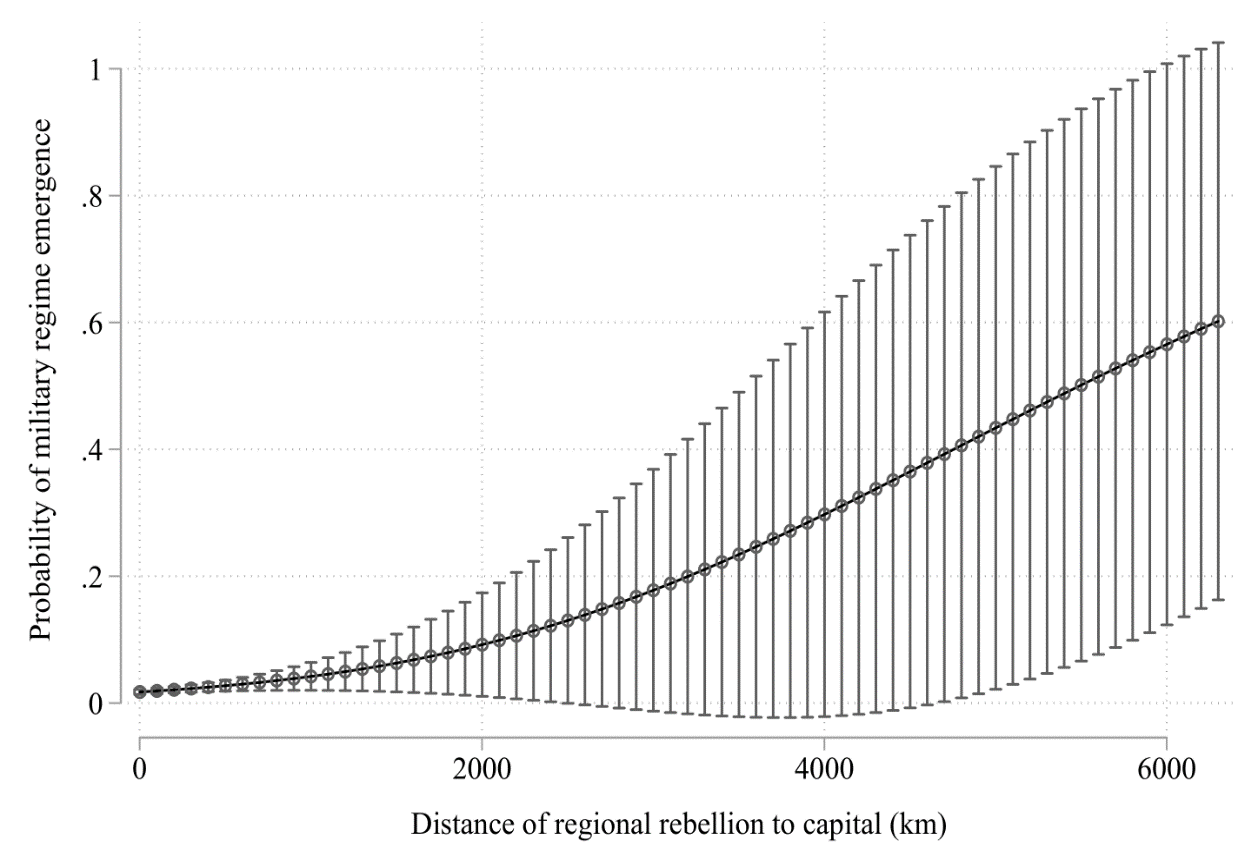 Probability of military regime emergence
1
.8
.6
.4
.2
0
0 2000 4000 6000
Distance of regional rebellion to capital (km)